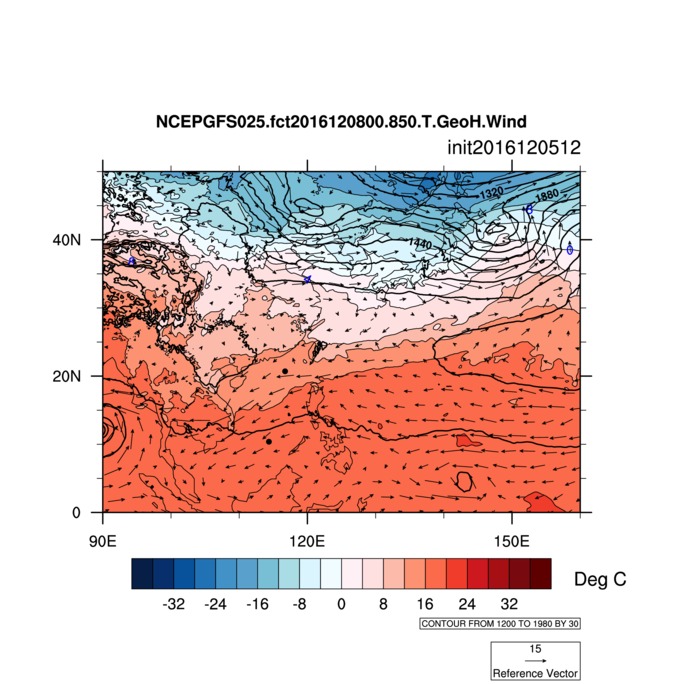 NCEPGFS025.fct2016120800.850.T.GeoH.Wind
init2016120512
1320
1880
1440
40N
20N
0
90E 120E 150E
-32 -24 -16 -8 0 8 16 24 32
Deg C
CONTOUR FROM 1200 TO 1980 BY 30
15
Reference Vector